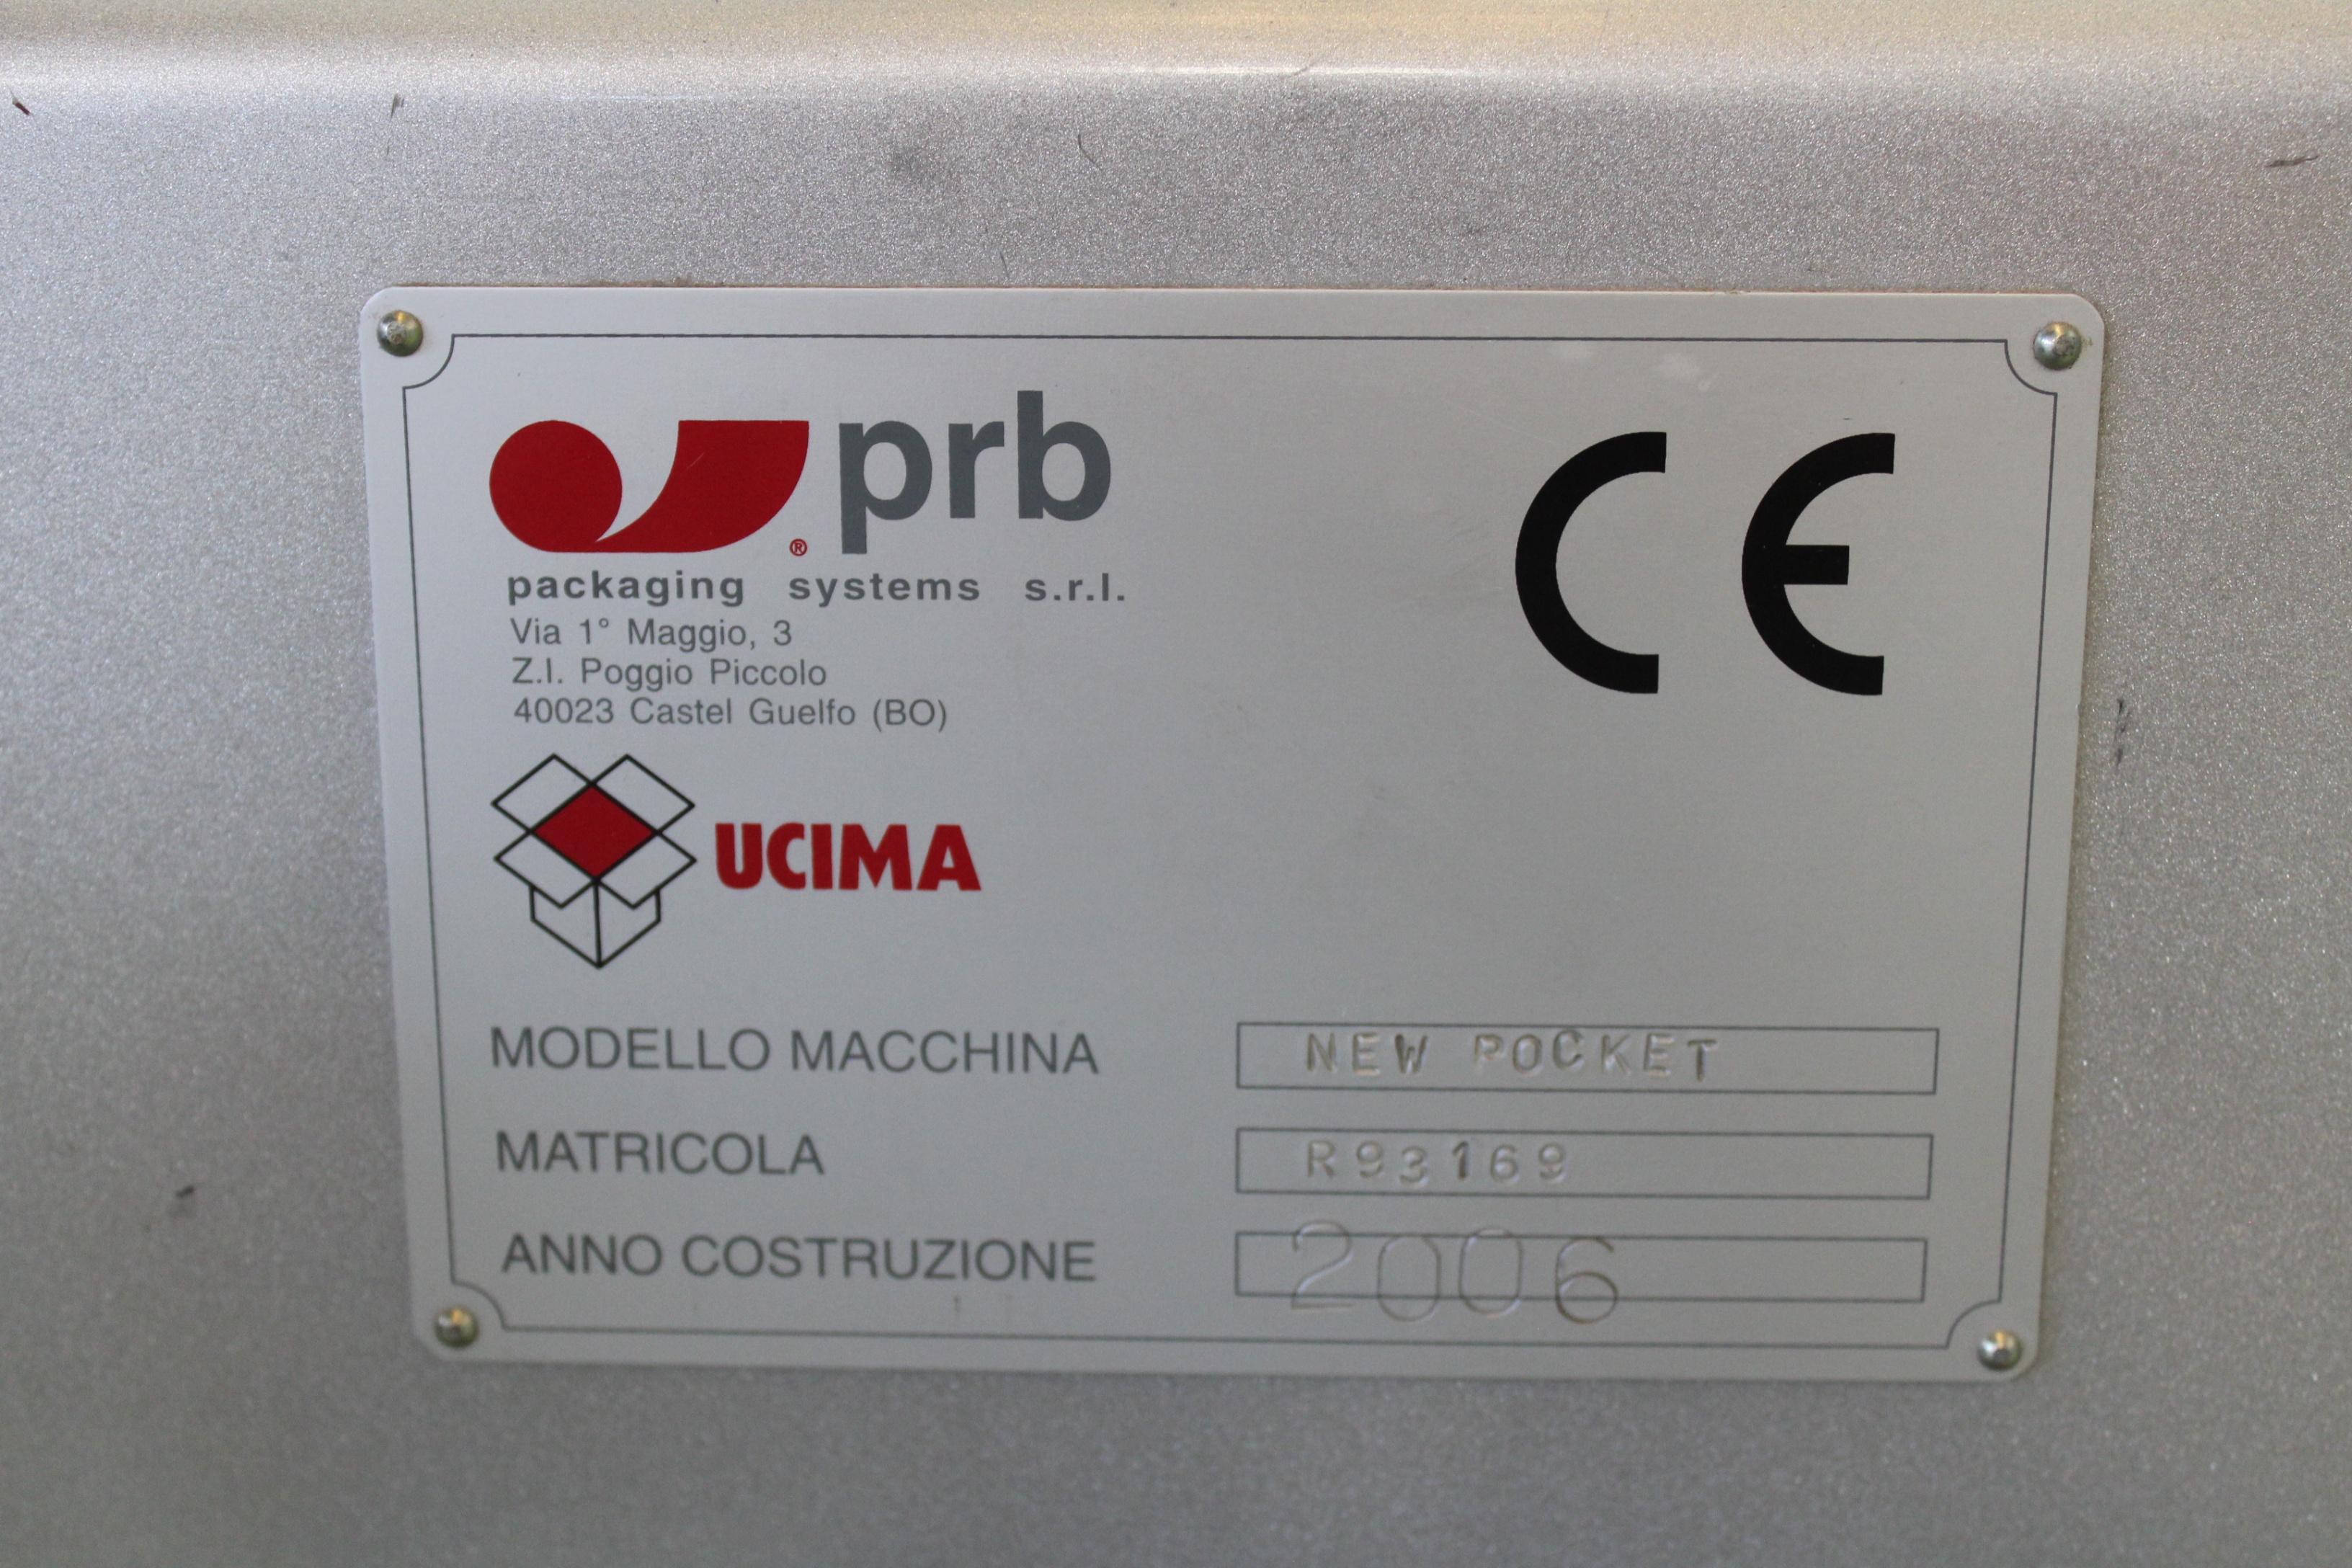 prb
®
packaging systems s.r.l.
Via 1° Maggio, 3
Z.I. Poggio Piccolo
40023 Castel Guelfo (BO)
CE
UCIMA
MODELLO MACCHINA NEW POCKET
MATRICOLA R93169
ANNO COSTRUZIONE 2006